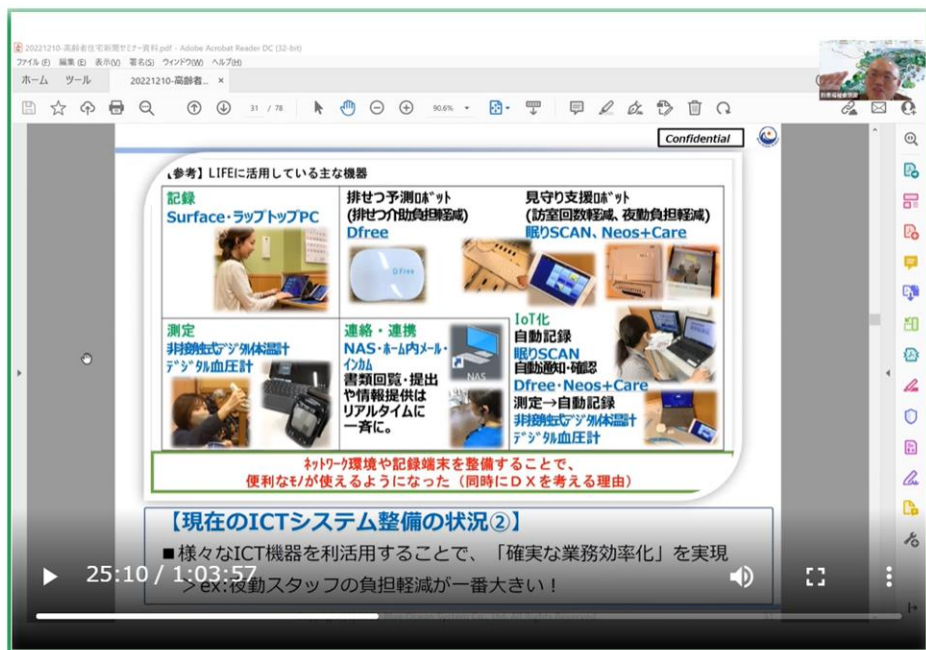 20221210-高齢者住宅新聞セミナー資料.pdf - Adobe Acrobat Reader DC (32-bit)
ファイル(F) 編集(E) 表示(V) 署名(S) ウィンドウ(W) ヘルプ(H)
ホーム ツール 20221210-高齢者... ×
31 / 78 90.6%
Confidential
【参考】LIFEに活用している主な機器
記録
Surface・ラップトップPC
排せつ予測ロボット
(排せつ介助負担軽減)
Dfree
見守り支援ロボット
(訪室回数軽減、夜勤負担軽減)
眠りSCAN、Neos+Care
測定
非接触式デジタル体温計
デジタル血圧計
連絡・連携
NAS・ホーム内メール・
インカム
書類回覧・提出
や情報提供は
リアルタイムに
一斉に。
NAS
IoT化
自動記録
眠りSCAN
自動通知・確認
Dfree・Neos+Care
測定→自動記録
非接触式デジタル体温計
デジタル血圧計
ネットワーク環境や記録端末を整備することで、
便利なモノが使えるようになった(同時にDXを考える理由)
【現在のICTシステム整備の状況②】
■様々なICT機器を利活用することで、「確実な業務効率化」を実現
>ex:夜勤スタッフの負担軽減が一番大きい！
25:10 / 1:03:57